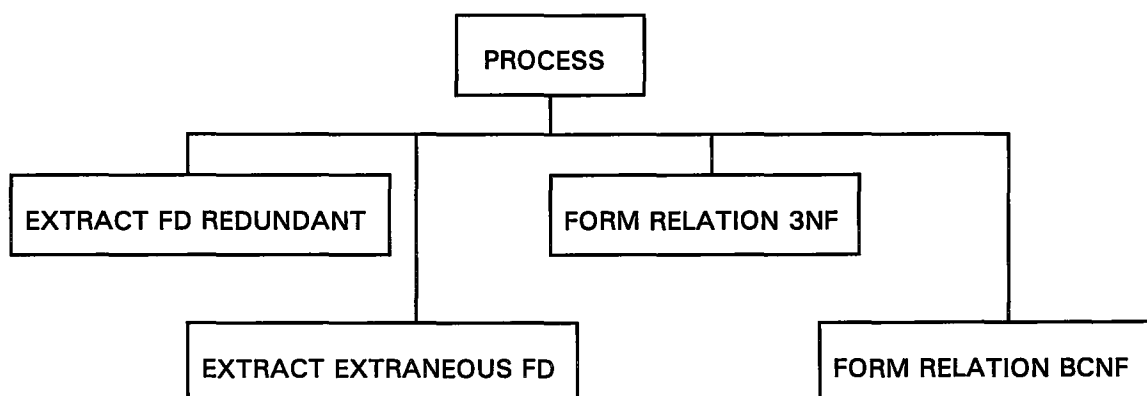 PROCESS
EXTRACT FD REDUNDANT
FORM RELATION 3NF
EXTRACT EXTRANEOUS FD
FORM RELATION BCNF